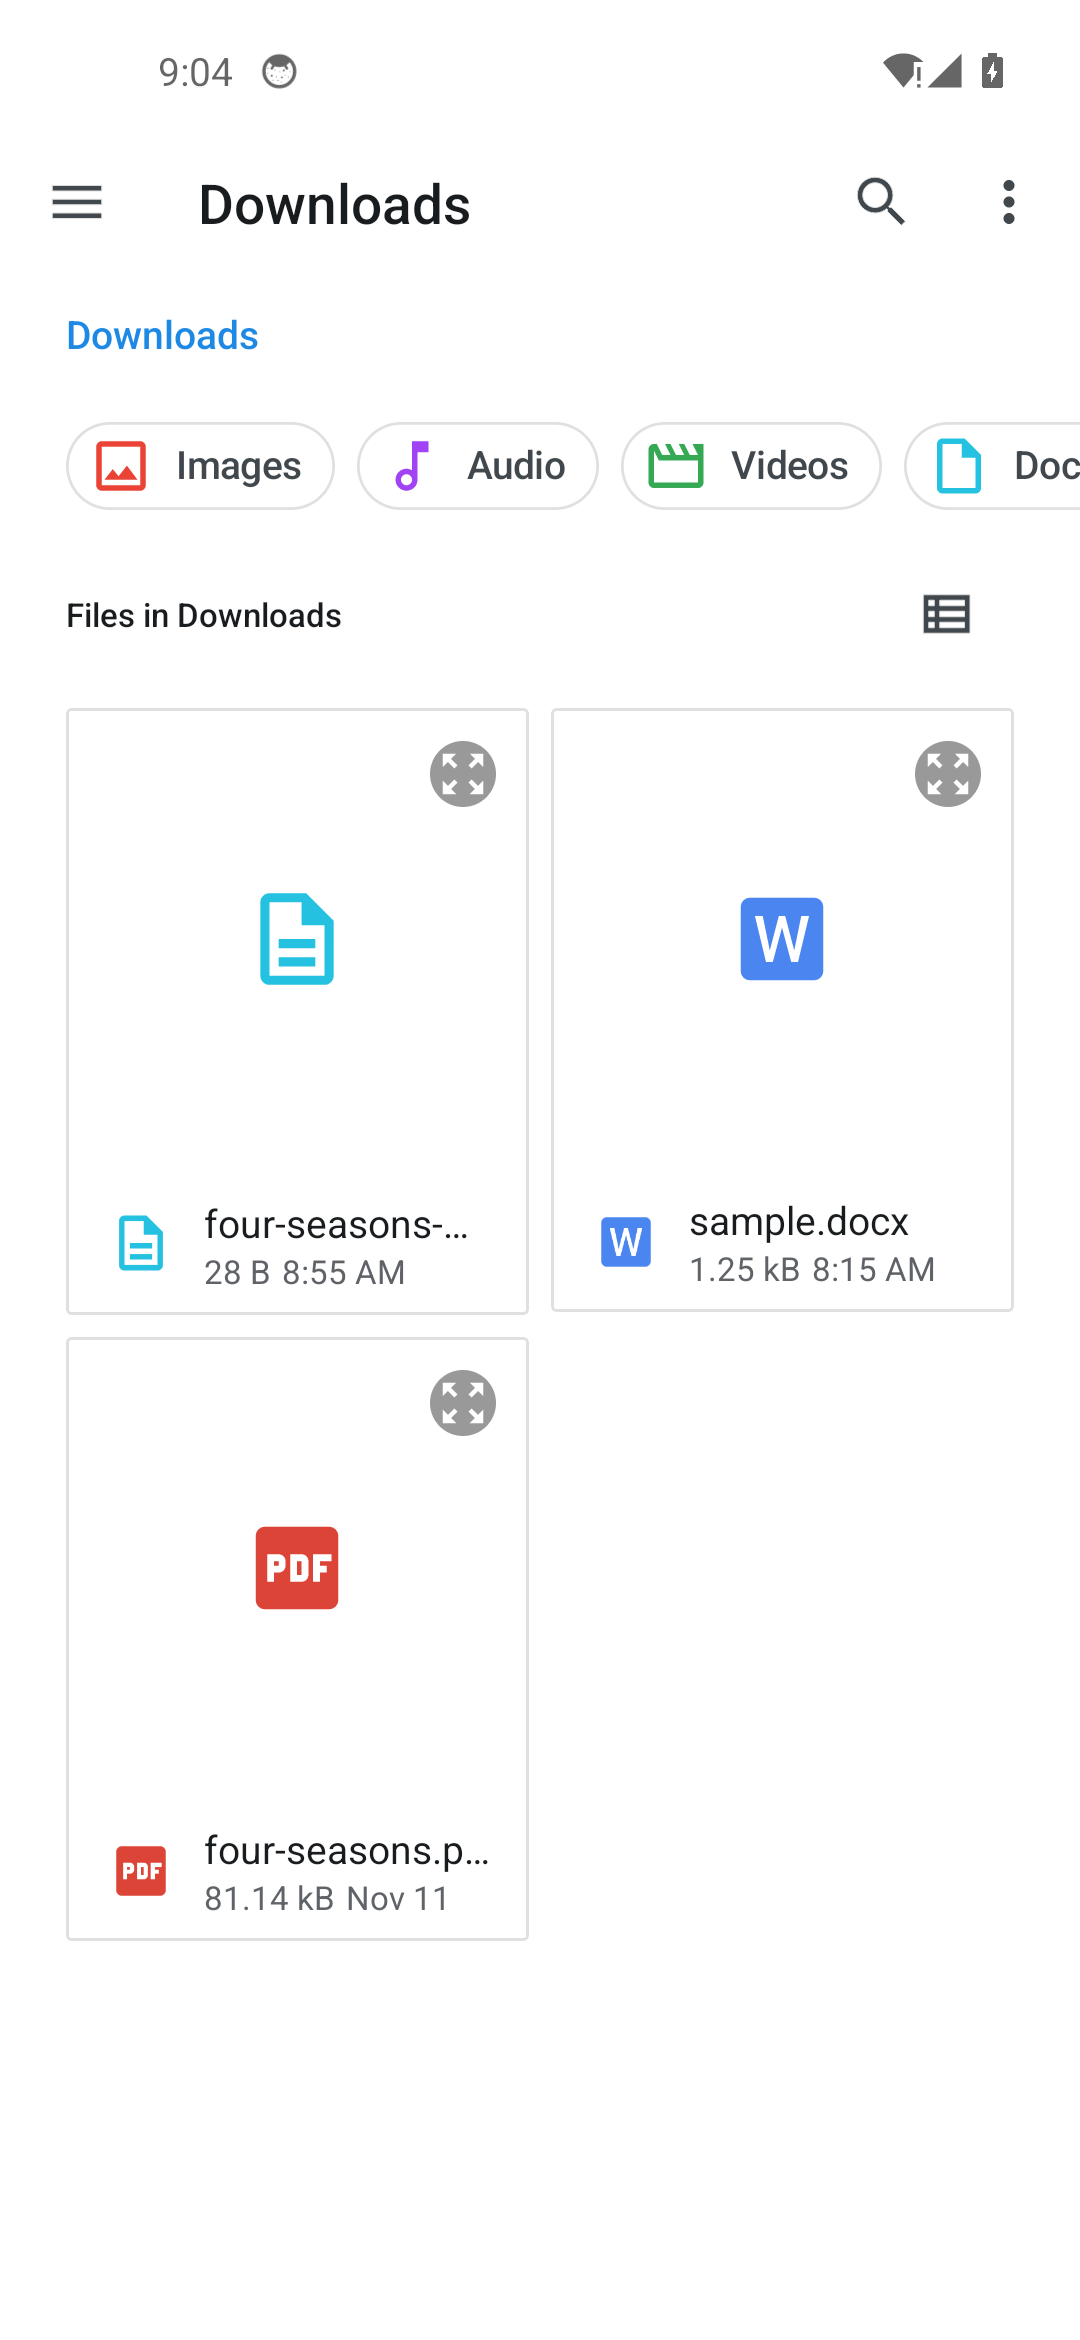 9:04
Downloads
Downloads
Images
Audio
Videos
Doc
Files in Downloads
W
four-seasons-...
28 B 8:55 AM
W
sample.docx
1.25 kB 8:15 AM
PDF
PDF
four-seasons.p...
81.14 kB Nov 11